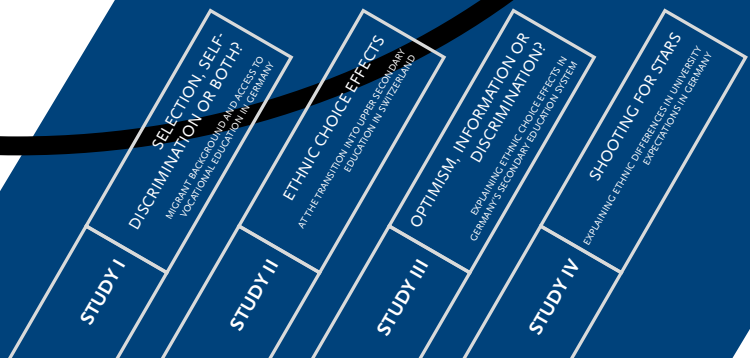 SELECTION, SELF-
DISCRIMINATION OR BOTH?
MIGRANT BACKGROUND AND ACCESS TO
VOCATIONAL EDUCATION IN GERMANY
STUDY I
ETHNIC CHOICE EFFECTS
AT THE TRANSITION INTO UPPER SECONDARY
EDUCATION IN SWITZERLAND
STUDY II
OPTIMISM, INFORMATION OR
DISCRIMINATION?
EXPLAINING ETHNIC CHOICE EFFECTS IN
GERMANY'S SECONDARY EDUCATION SYSTEM
STUDY III
SHOOTING FOR STARS
EXPLAINING ETHNIC DIFFERENCES IN UNIVERSITY
EXPECTATIONS IN GERMANY
STUDY IV